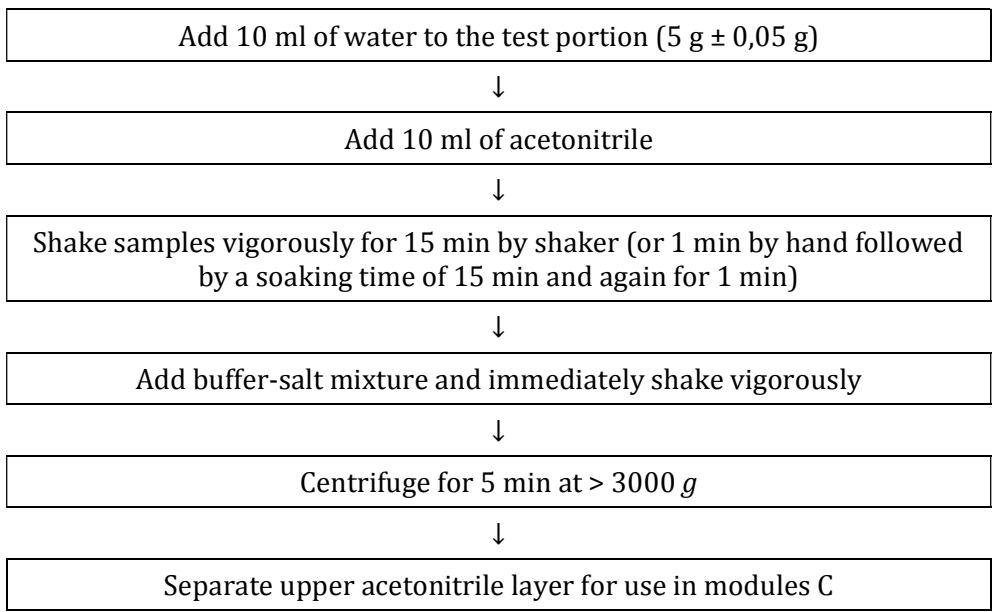 Add 10 ml of water to the test portion (5 g ± 0,05 g)
↓
Add 10 ml of acetonitrile
↓
Shake samples vigorously for 15 min by shaker (or 1 min by hand followed
by a soaking time of 15 min and again for 1 min)
↓
Add buffer-salt mixture and immediately shake vigorously
↓
Centrifuge for 5 min at > 3000 g
↓
Separate upper acetonitrile layer for use in modules C